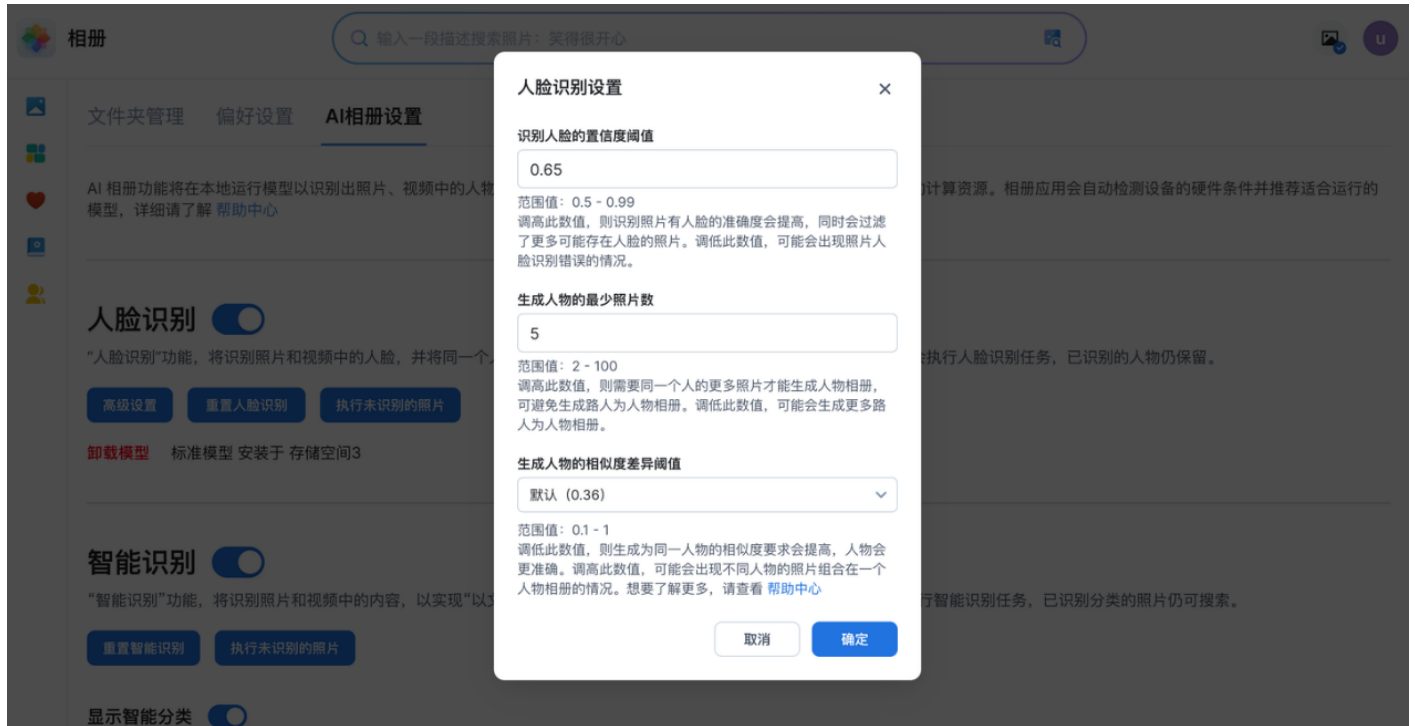 相册
输入一段描述搜索照片：笑得很开心
u
文件夹管理 偏好设置 AI相册设置
AI 相册功能将在本地运行模型以识别出照片、视频中的人物
计算资源。相册应用会自动检测设备的硬件条件并推荐适合运行的
模型，详细请了解 帮助中心
人脸识别
“人脸识别”功能，将识别照片和视频中的人脸，并将同一个
执行人脸识别任务，已识别的人物仍保留。
高级设置 重置人脸识别 执行未识别的照片
卸载模型 标准模型 安装于 存储空间3
智能识别
“智能识别”功能，将识别照片和视频中的内容，以实现“以
行智能识别任务，已识别分类的照片仍可搜索。
重置智能识别 执行未识别的照片
显示智能分类
人脸识别设置
识别人脸的置信度阈值
0.65
范围值：0.5 - 0.99
调高此数值，则识别照片有人脸的准确度会提高，同时会过滤
了更多可能存在人脸的照片。调低此数值，可能会出现照片人
脸识别错误的情况。
生成人物的最少照片数
5
范围值：2 - 100
调高此数值，则需要同一个人的更多照片才能生成人物相册，
可避免生成路人为人物相册。调低此数值，可能会生成更多路
人为人物相册。
生成人物的相似度差异阈值
默认（0.36）
范围值：0.1 - 1
调低此数值，则生成为同一人物的相似度要求会提高，人物会
更准确。调高此数值，可能会出现不同人物的照片组合在一个
人物相册的情况。想要了解更多，请查看 帮助中心
取消 确定